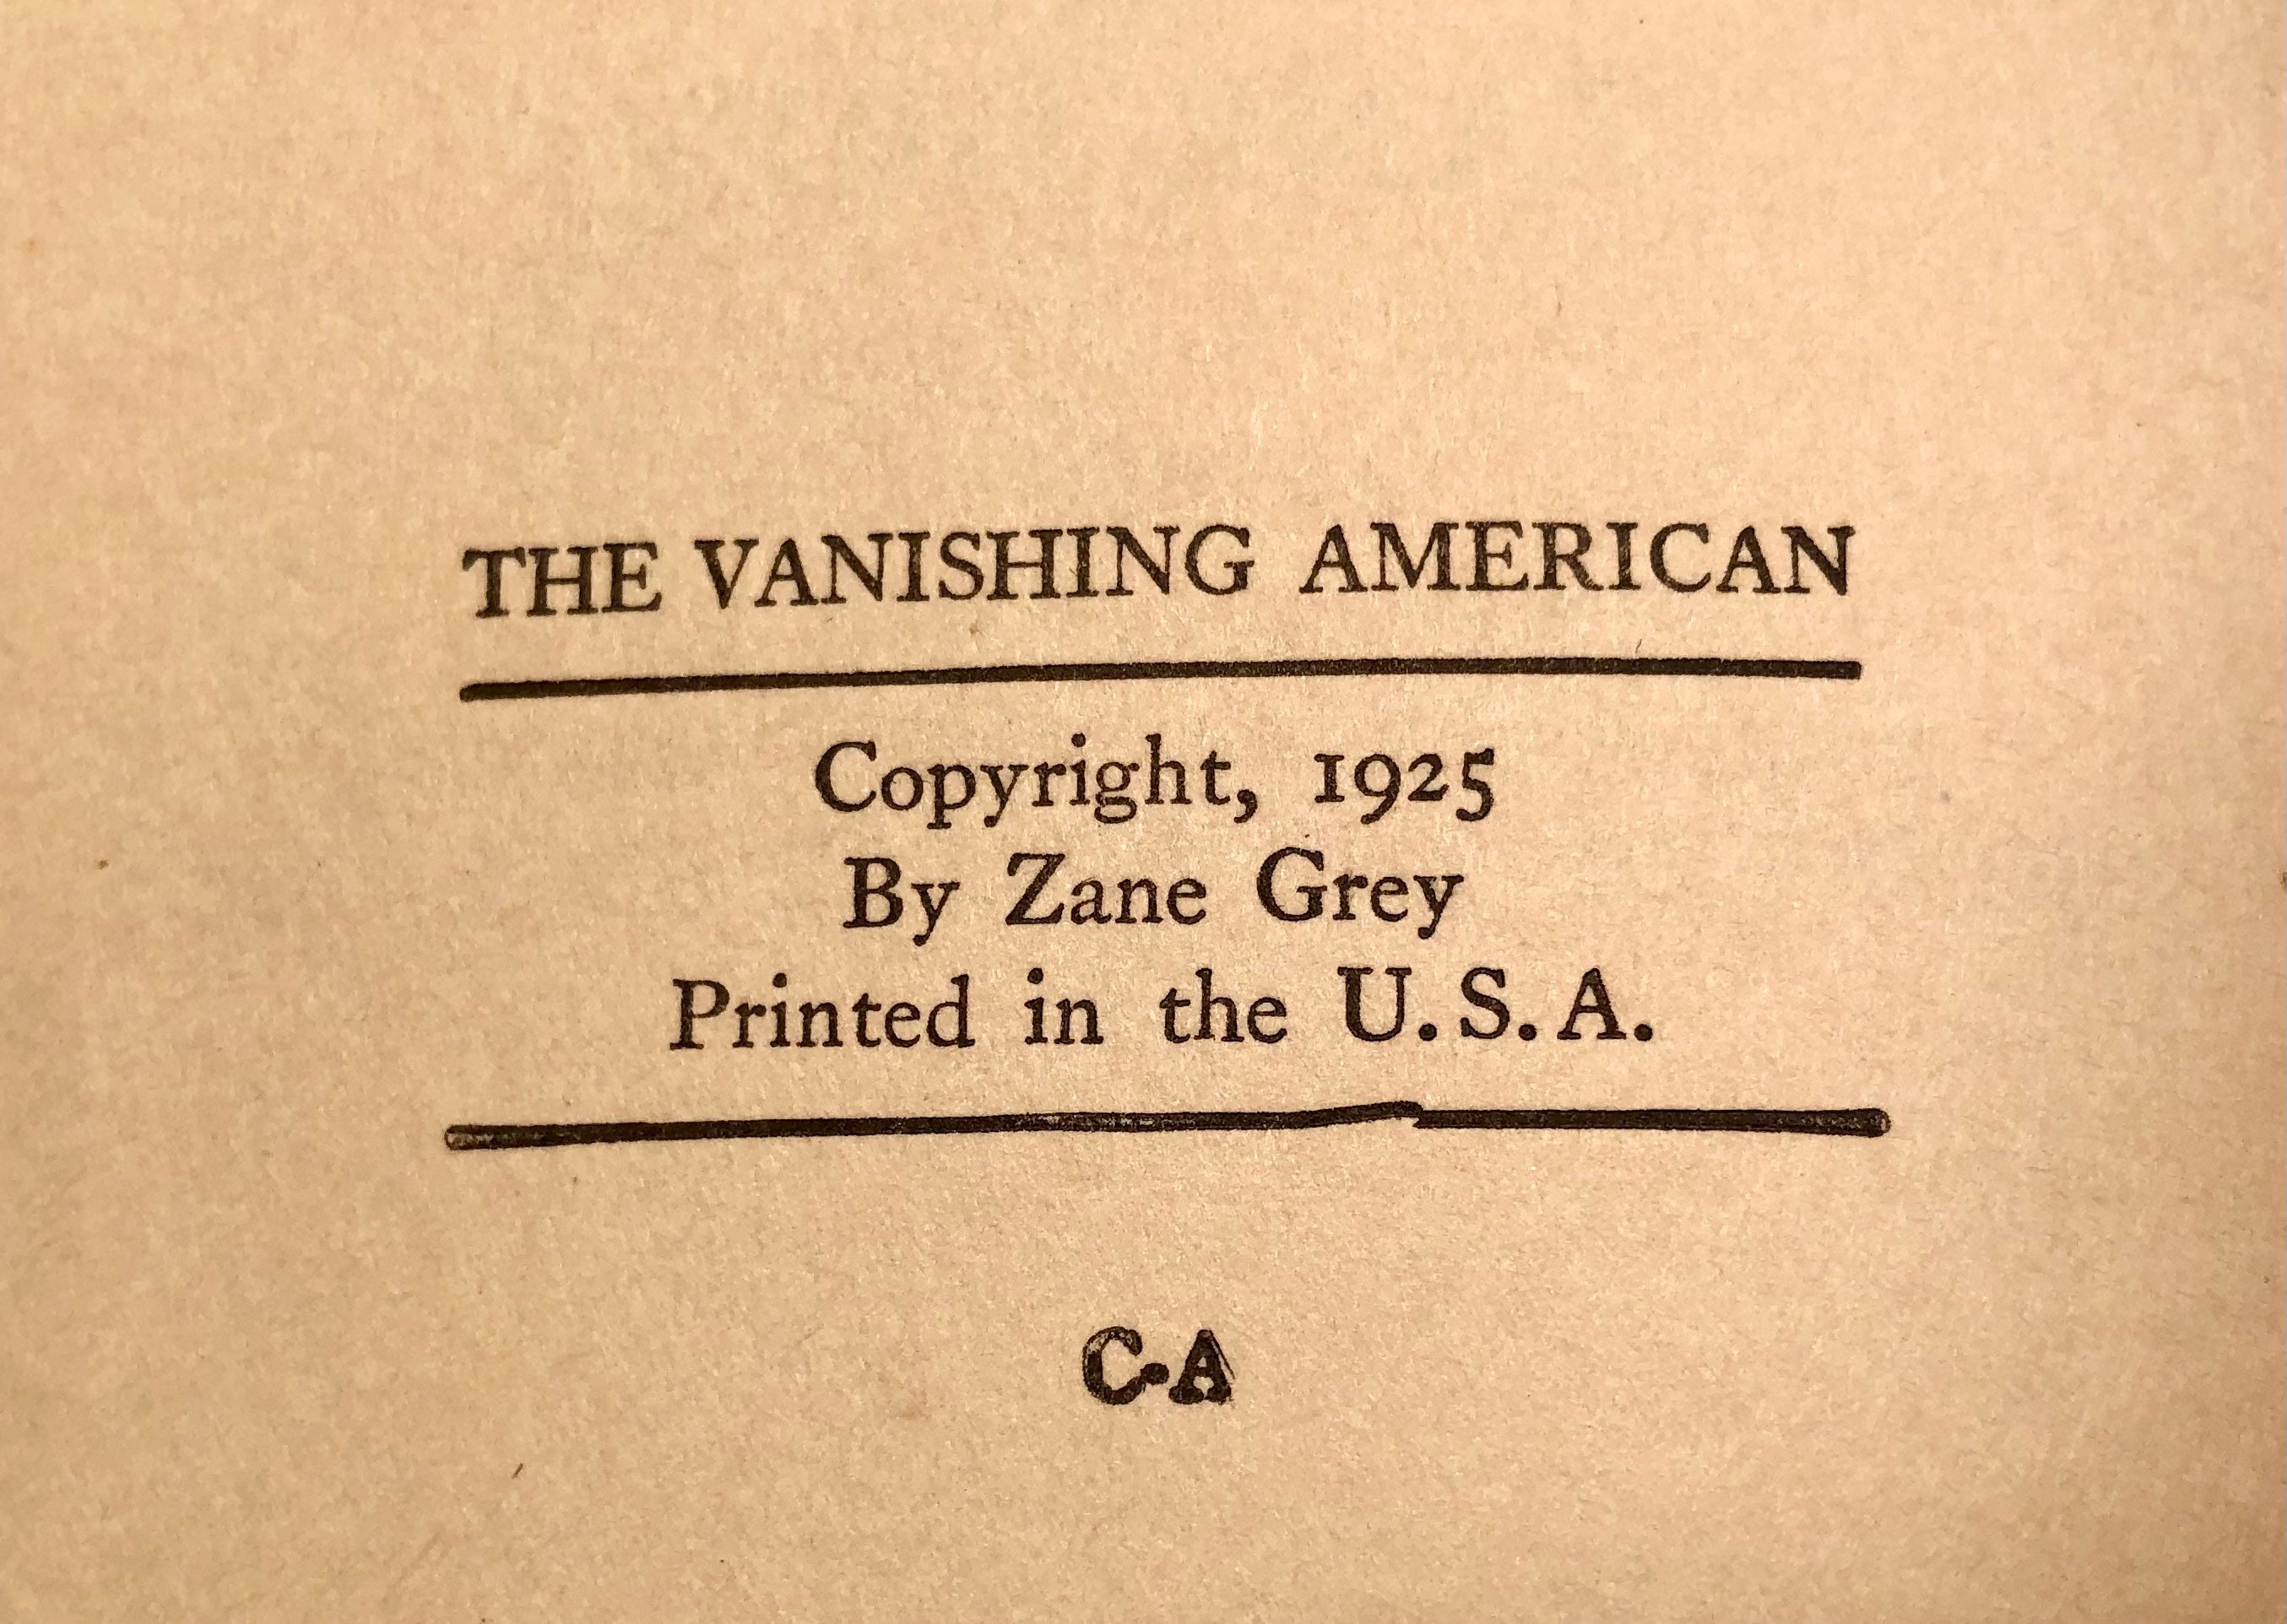 THE VANISHING AMERICAN
Copyright, 1925
By Zane Grey
Printed in the U.S.A.
C-A